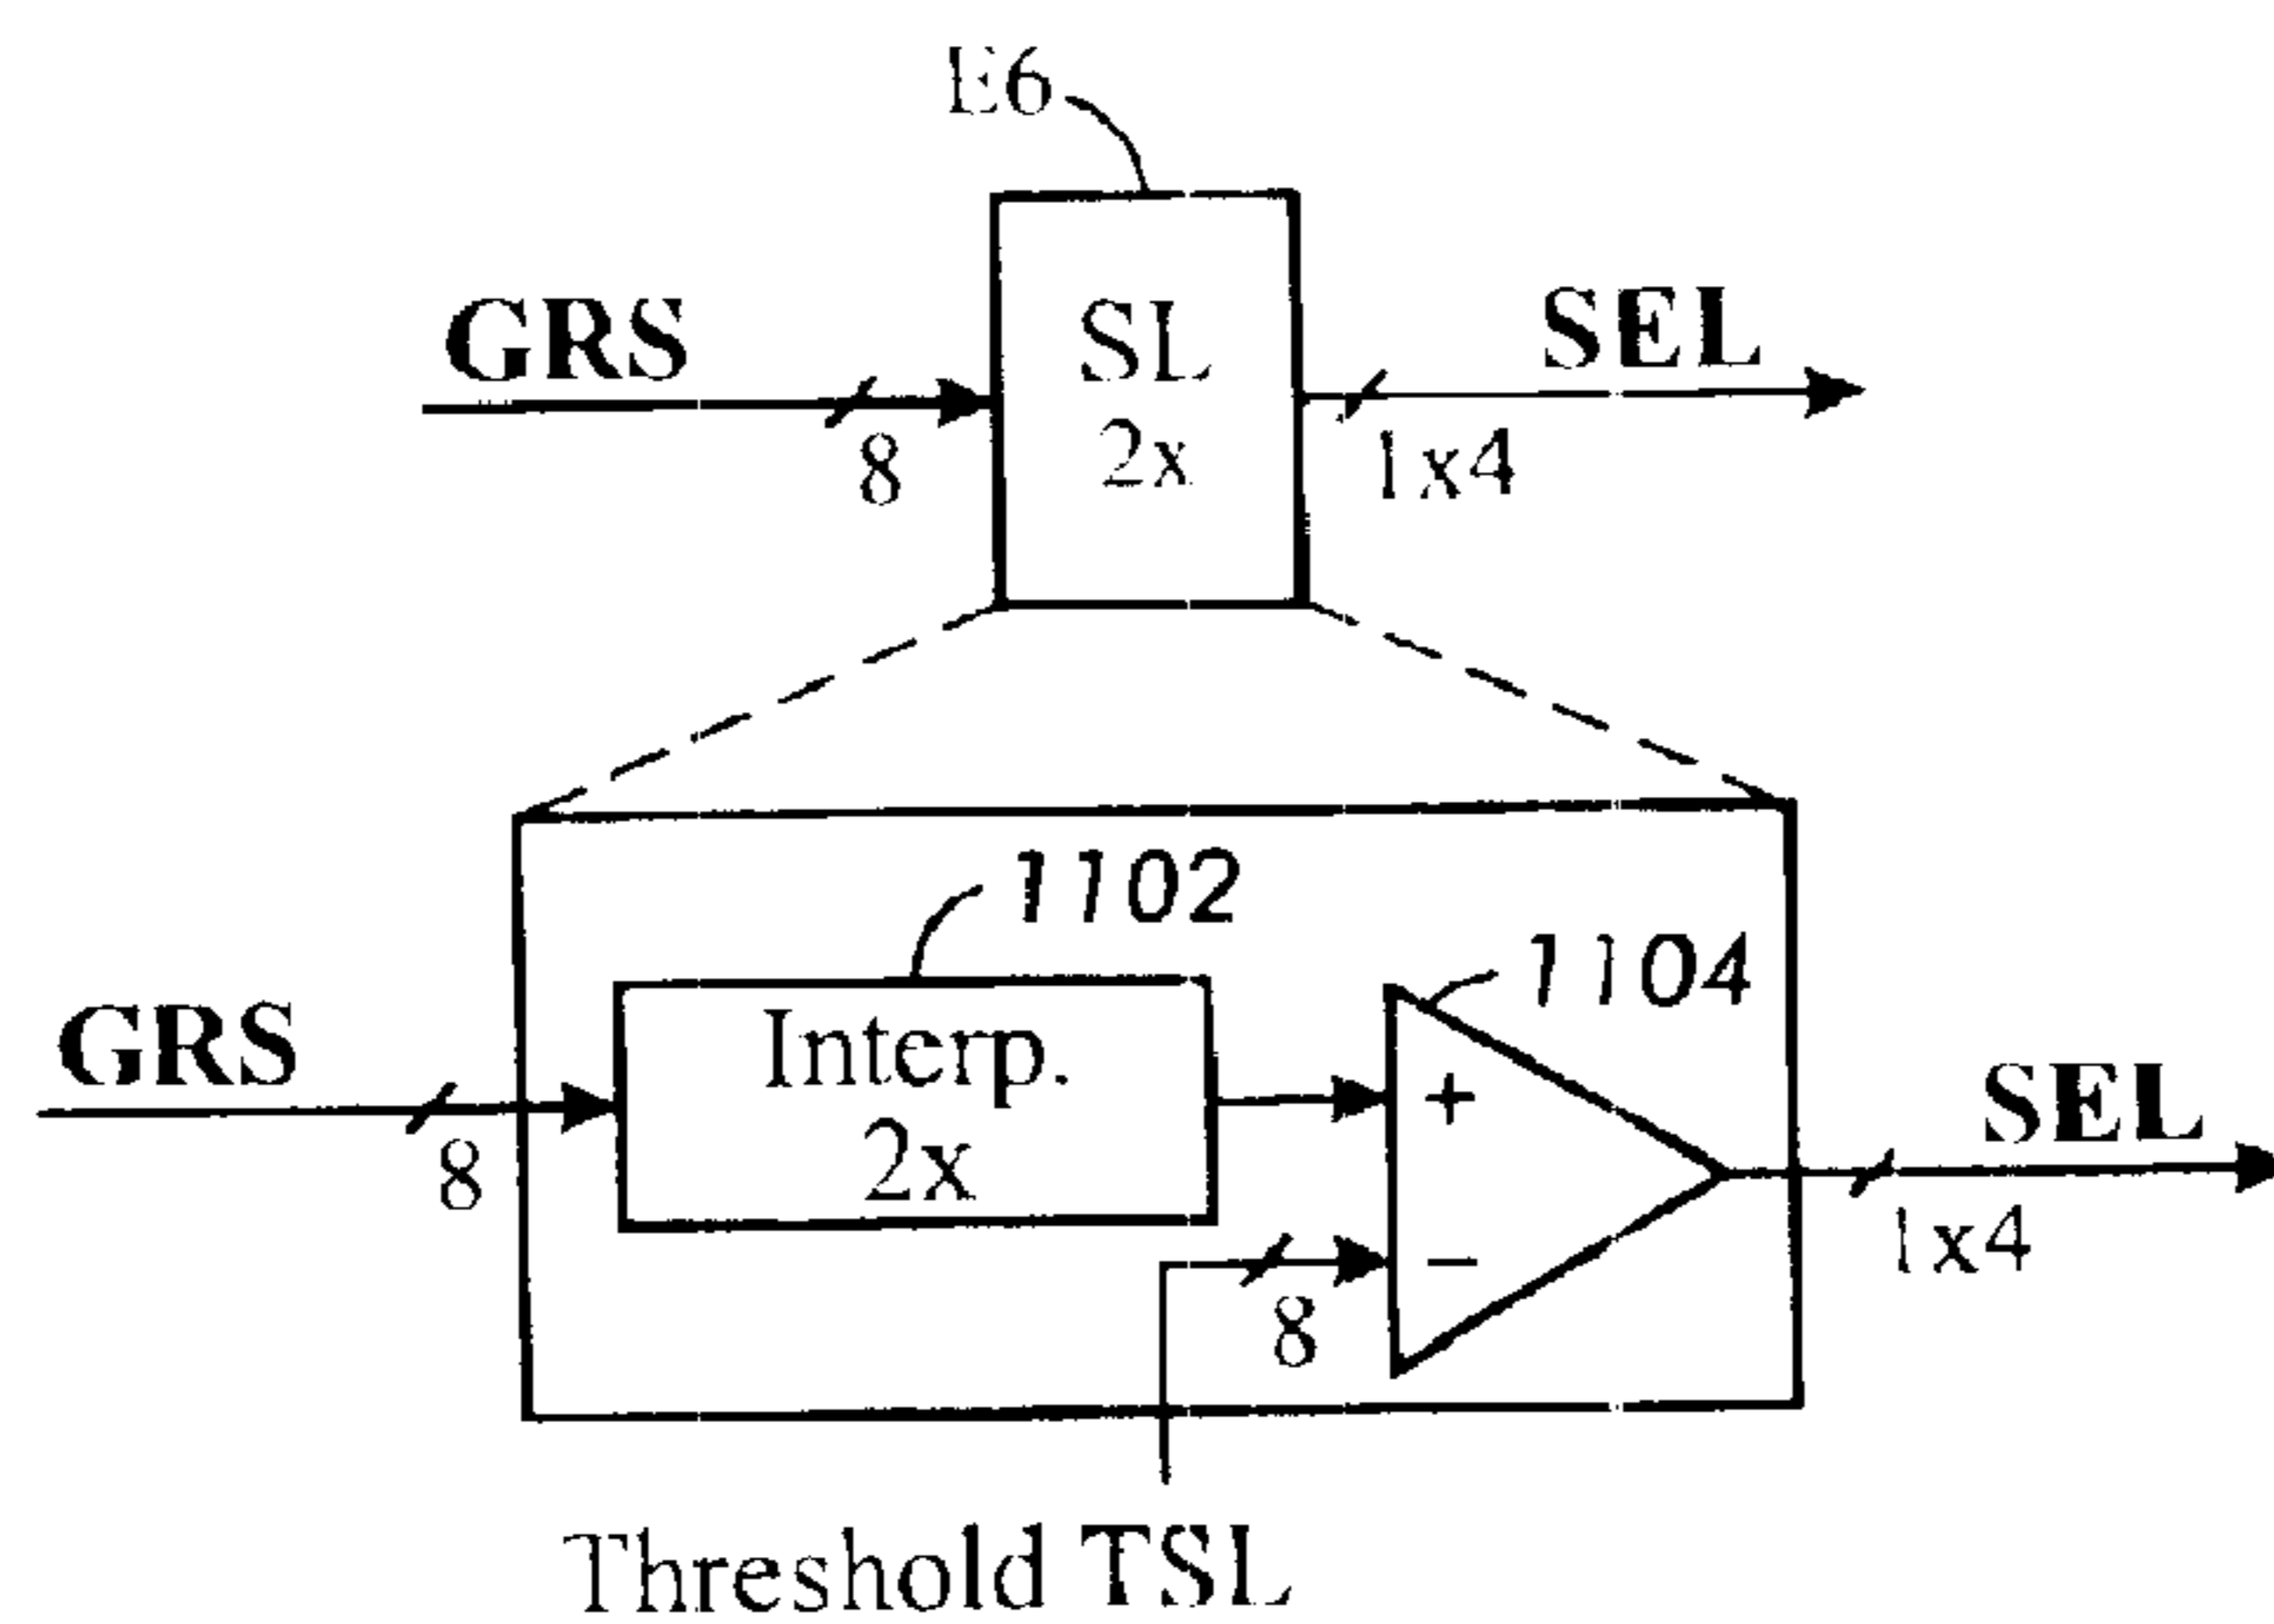 E6
GRS
8
SL
2x
SEL
1x4
1102
1104
GRS
8
Interp.
2x
+
−
8
SEL
1x4
Threshold TSL